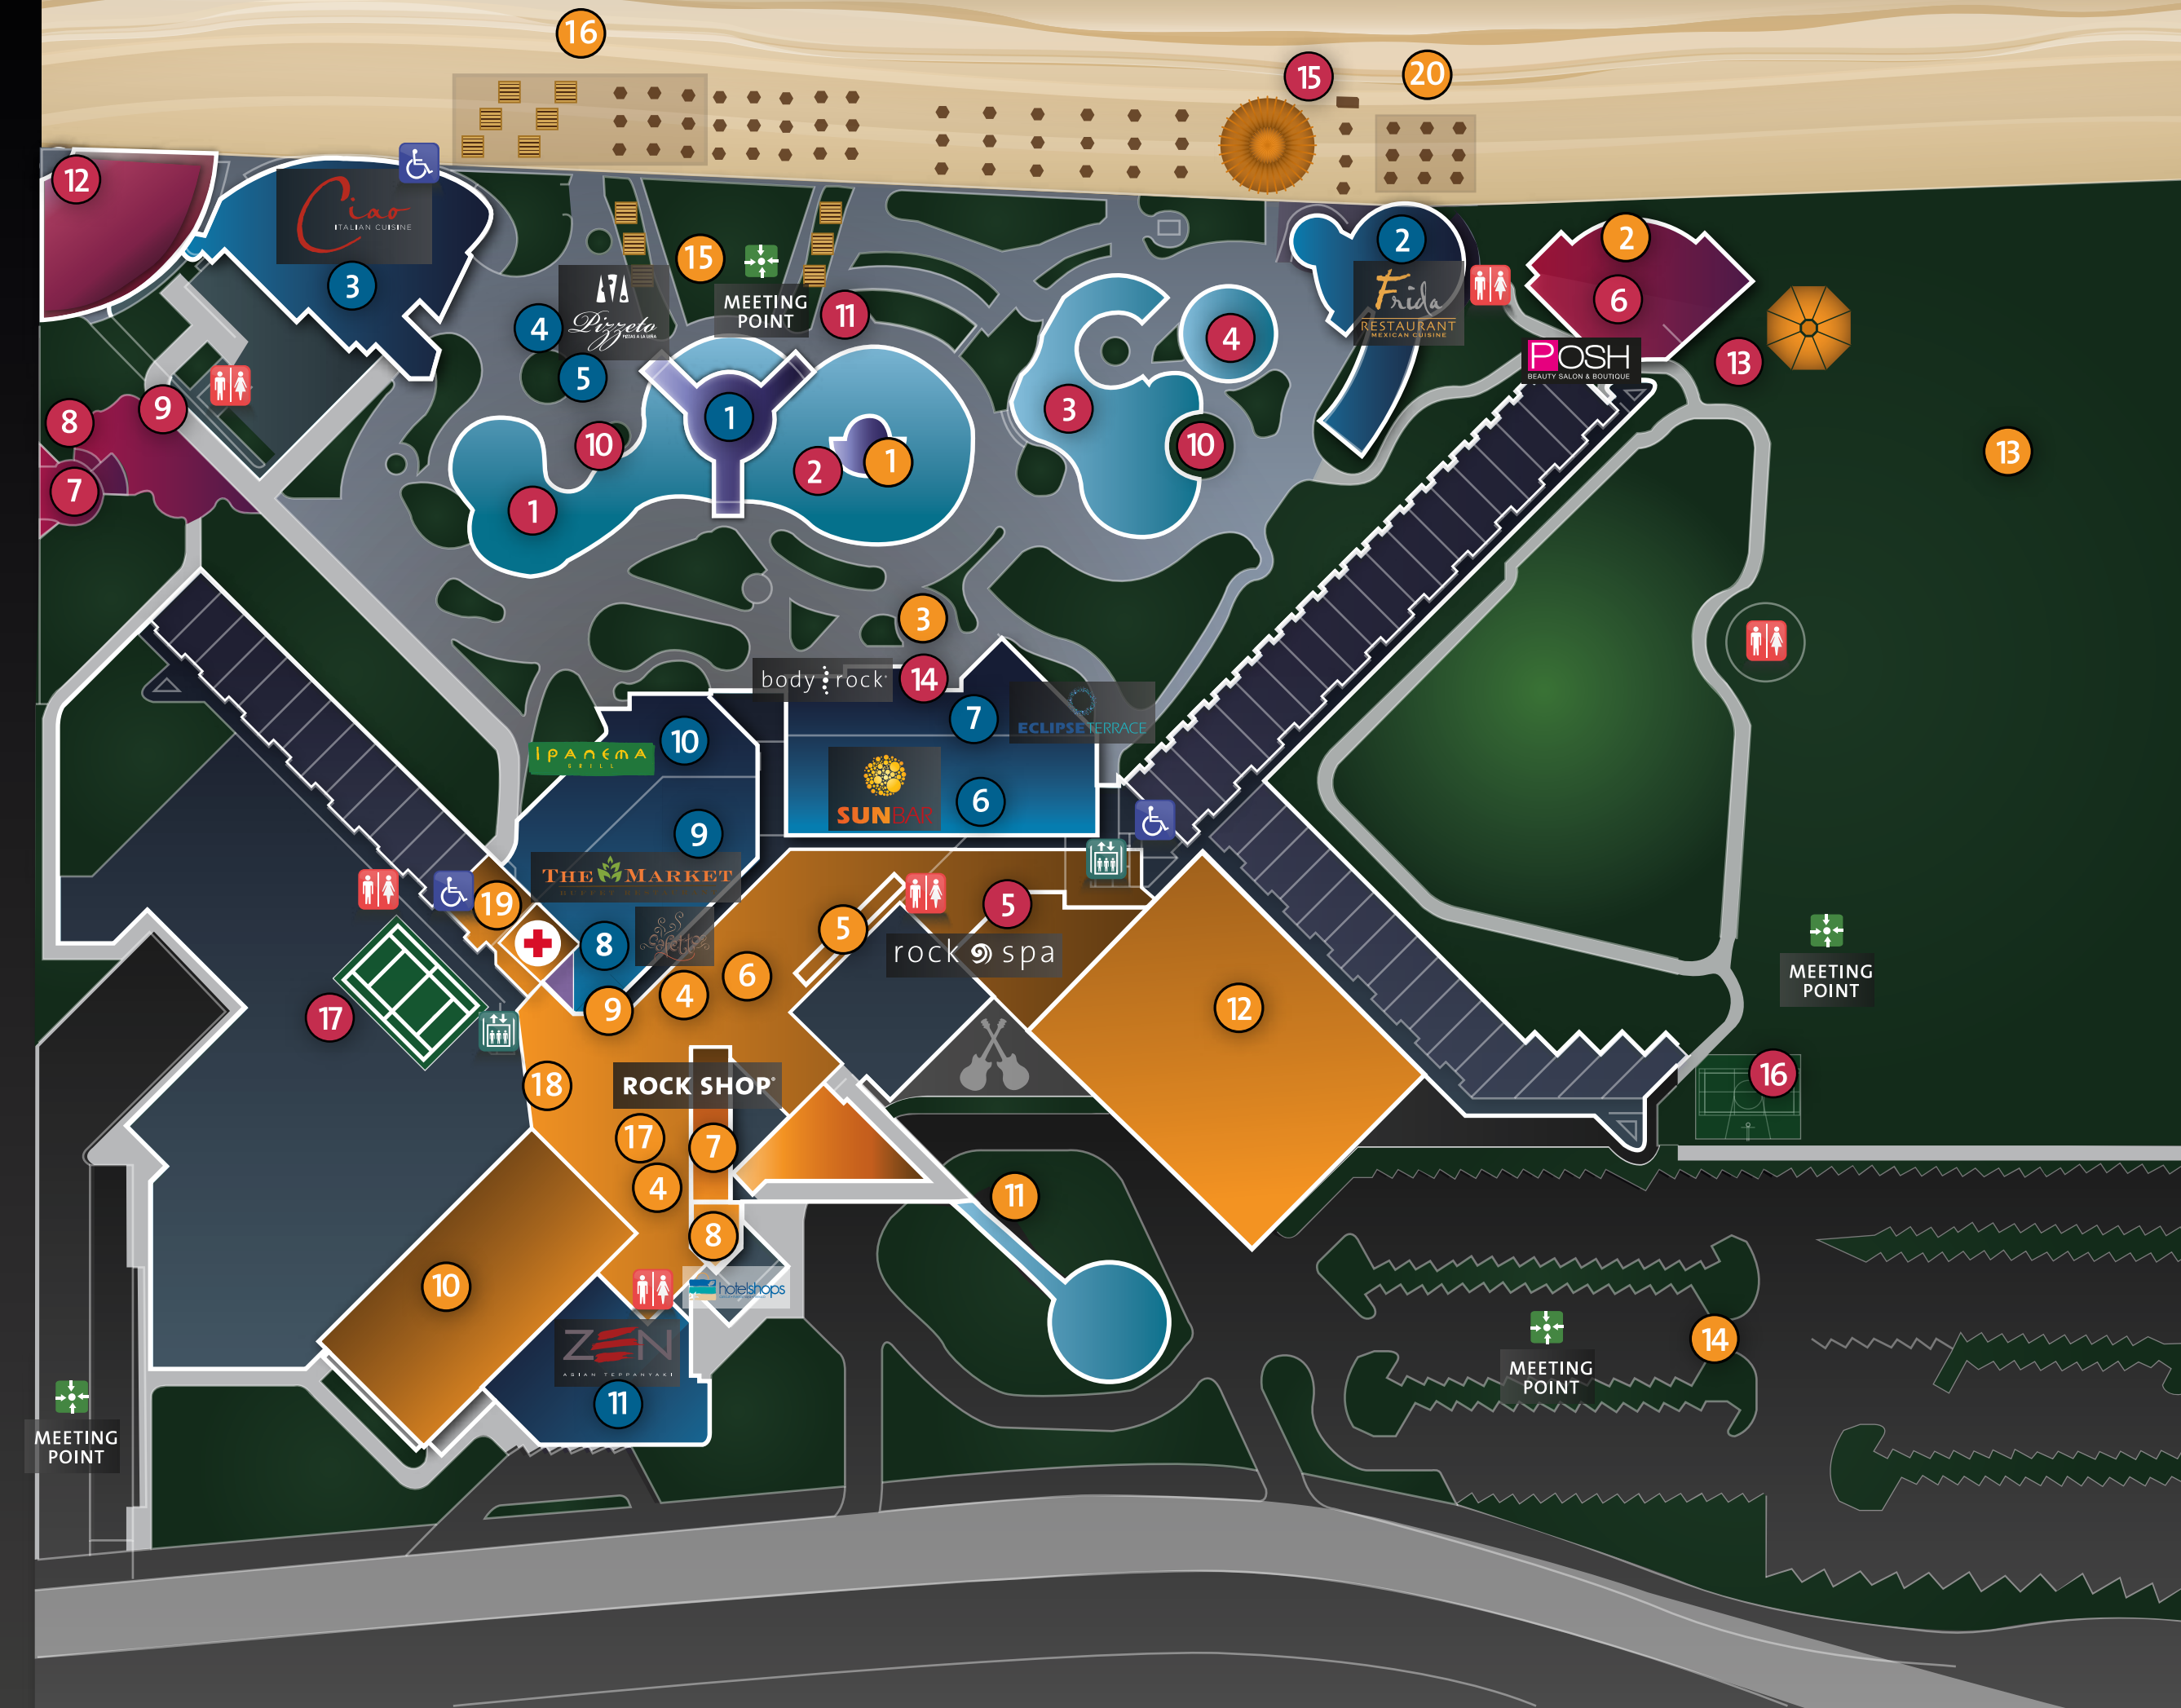 16
15
20
12
Ciao
ITALIAN CUISINE
3
15
MEETING
POINT
11
4
Pizzeto
PIZZAS A LA LEÑA
5
1
10
2
1
1
3
4
10
2
Frida
RESTAURANT
MEXICAN CUISINE
2
6
POSH
BEAUTY SALON & BOUTIQUE
13
13
8
9
7
3
body rock
14
7
ECLIPSETERRACE
IPANEMA
GRILL
10
SUNBAR
6
9
THE MARKET
19
8
5
5
rock spa
6
4
9
12
MEETING
POINT
17
18
ROCK SHOP
16
17
7
4
11
8
10
hotelshops
ZEN
ASIAN TEPPANYAKI
11
14
MEETING
POINT
MEETING
POINT